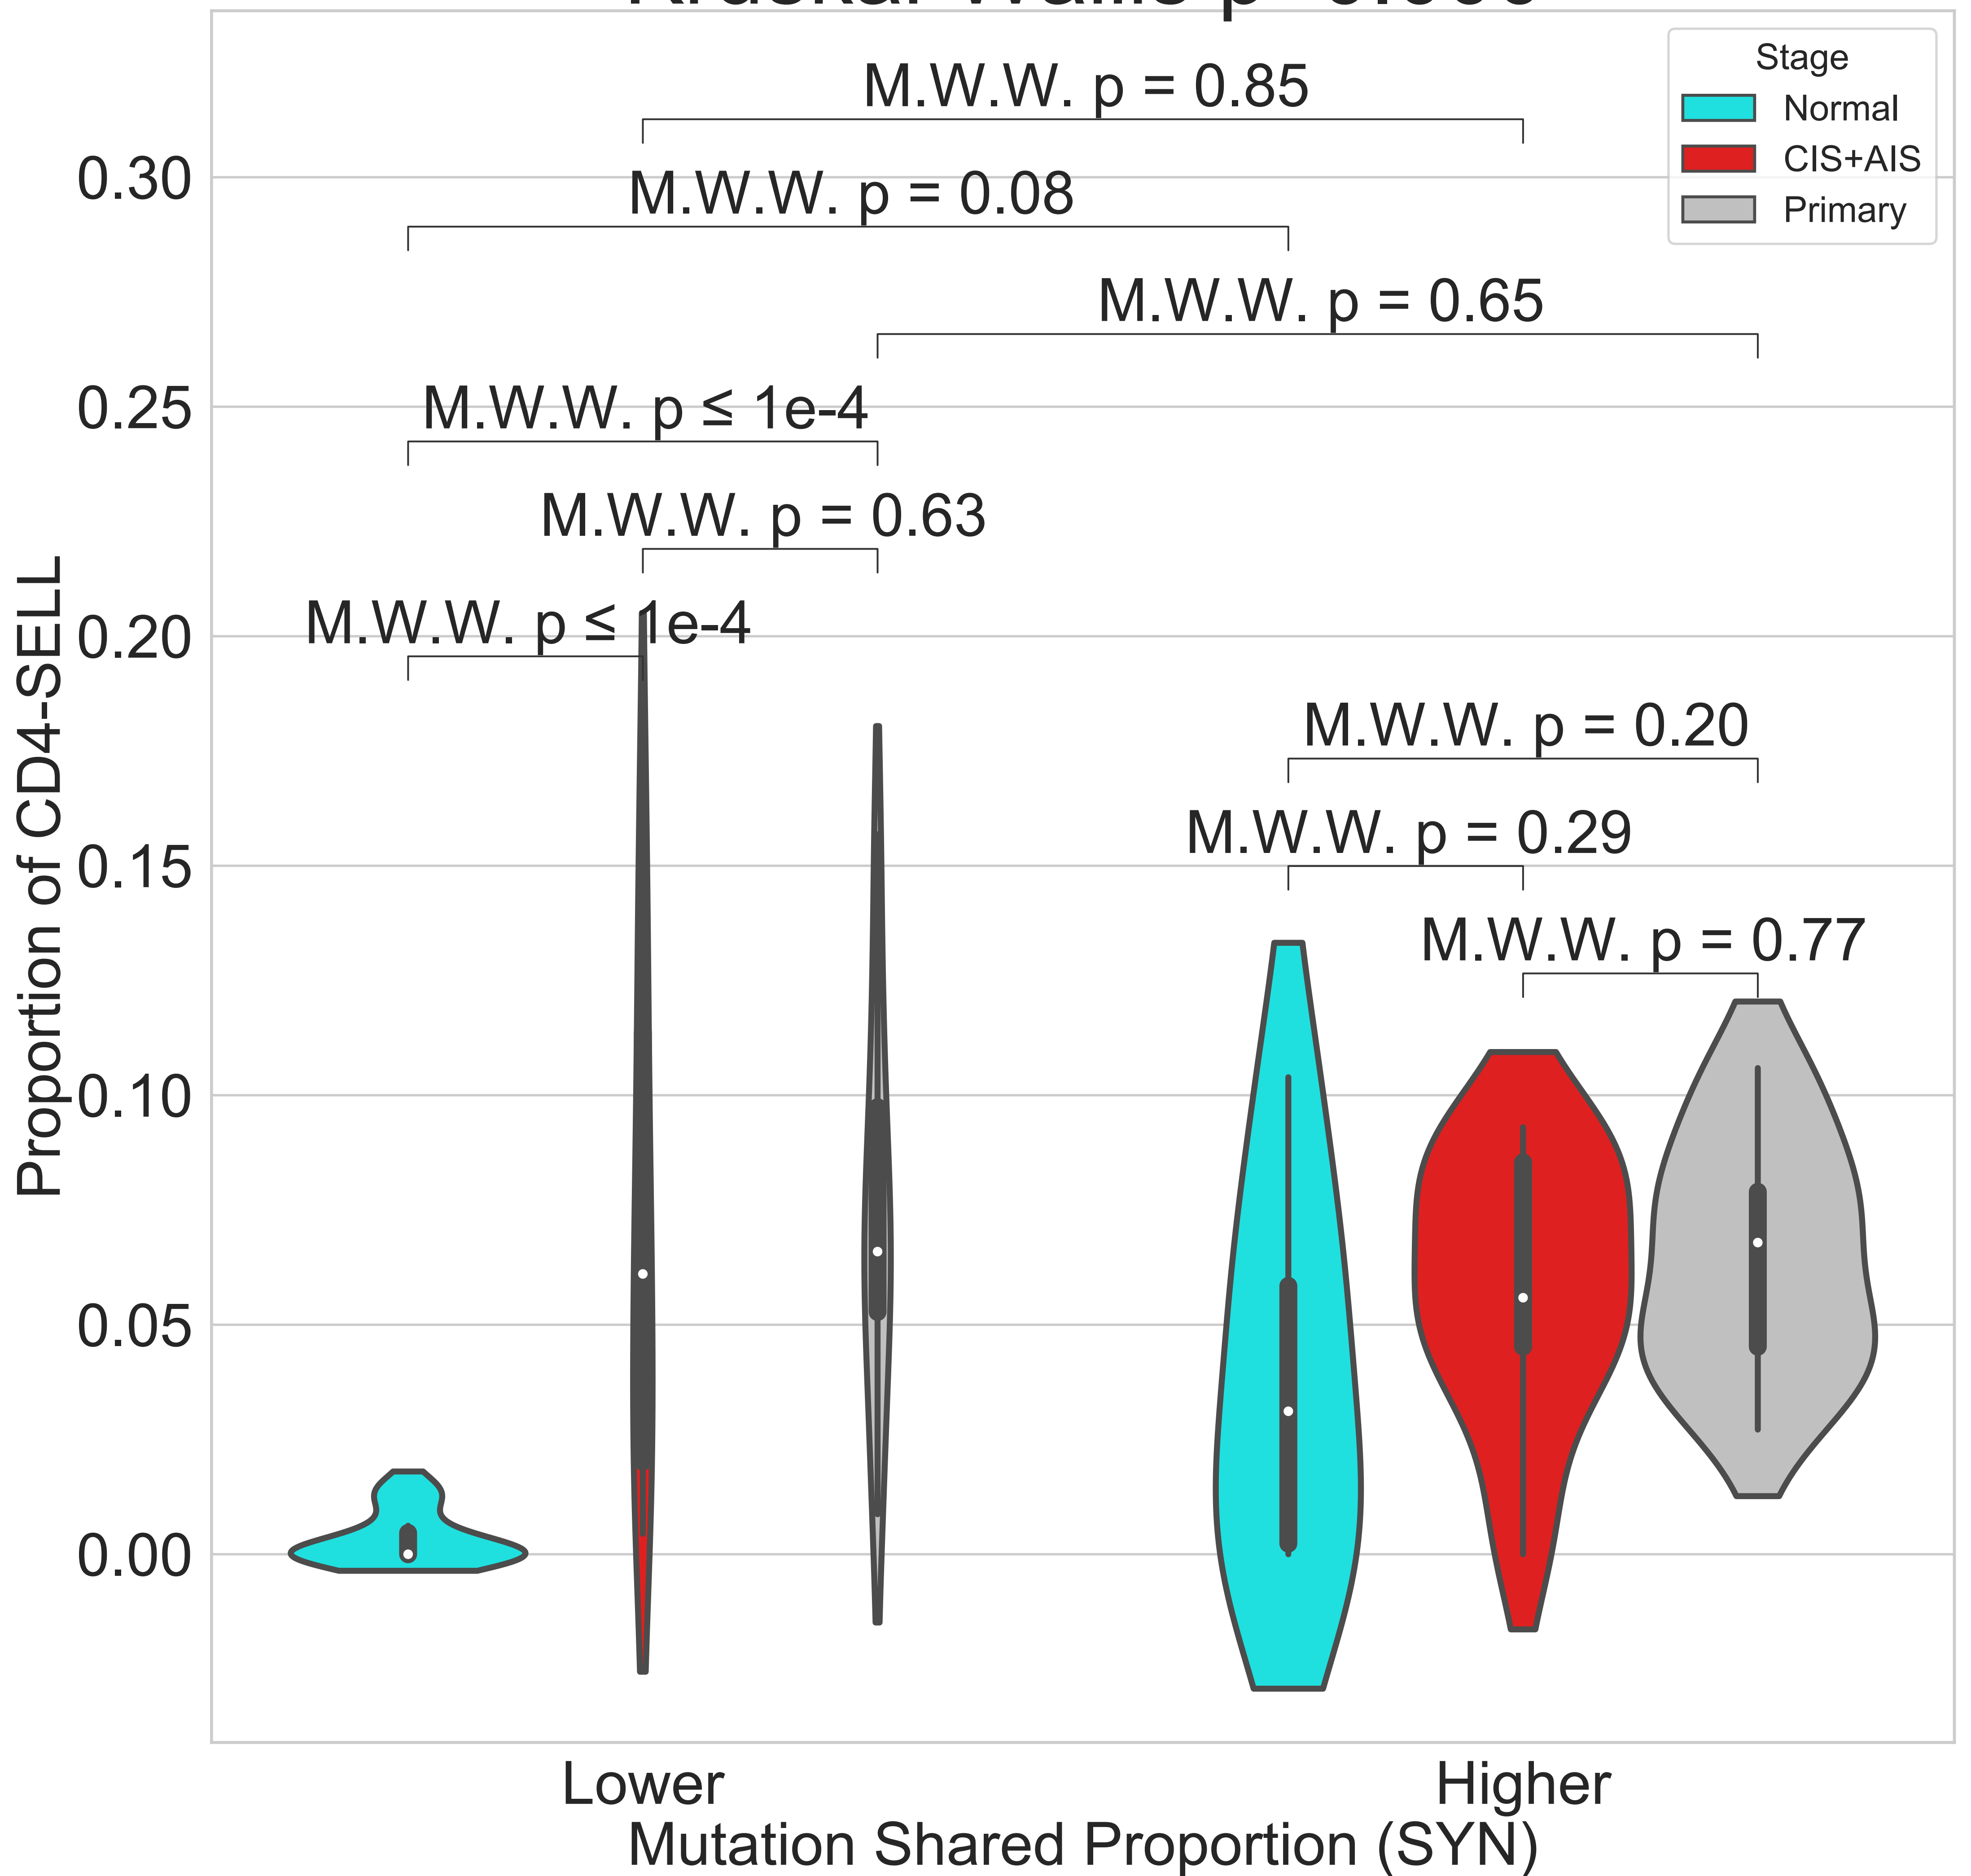 Stage
Normal
CIS+AIS
Primary
M.W.W. p = 0.85
M.W.W. p = 0.08
M.W.W. p = 0.65
M.W.W. p ≤ 1e-4
M.W.W. p = 0.63
M.W.W. p ≤ 1e-4
M.W.W. p = 0.20
M.W.W. p = 0.29
M.W.W. p = 0.77
Proportion of CD4-SELL
0.30
0.25
0.20
0.15
0.10
0.05
0.00
Lower
Higher
Mutation Shared Proportion (SYN)